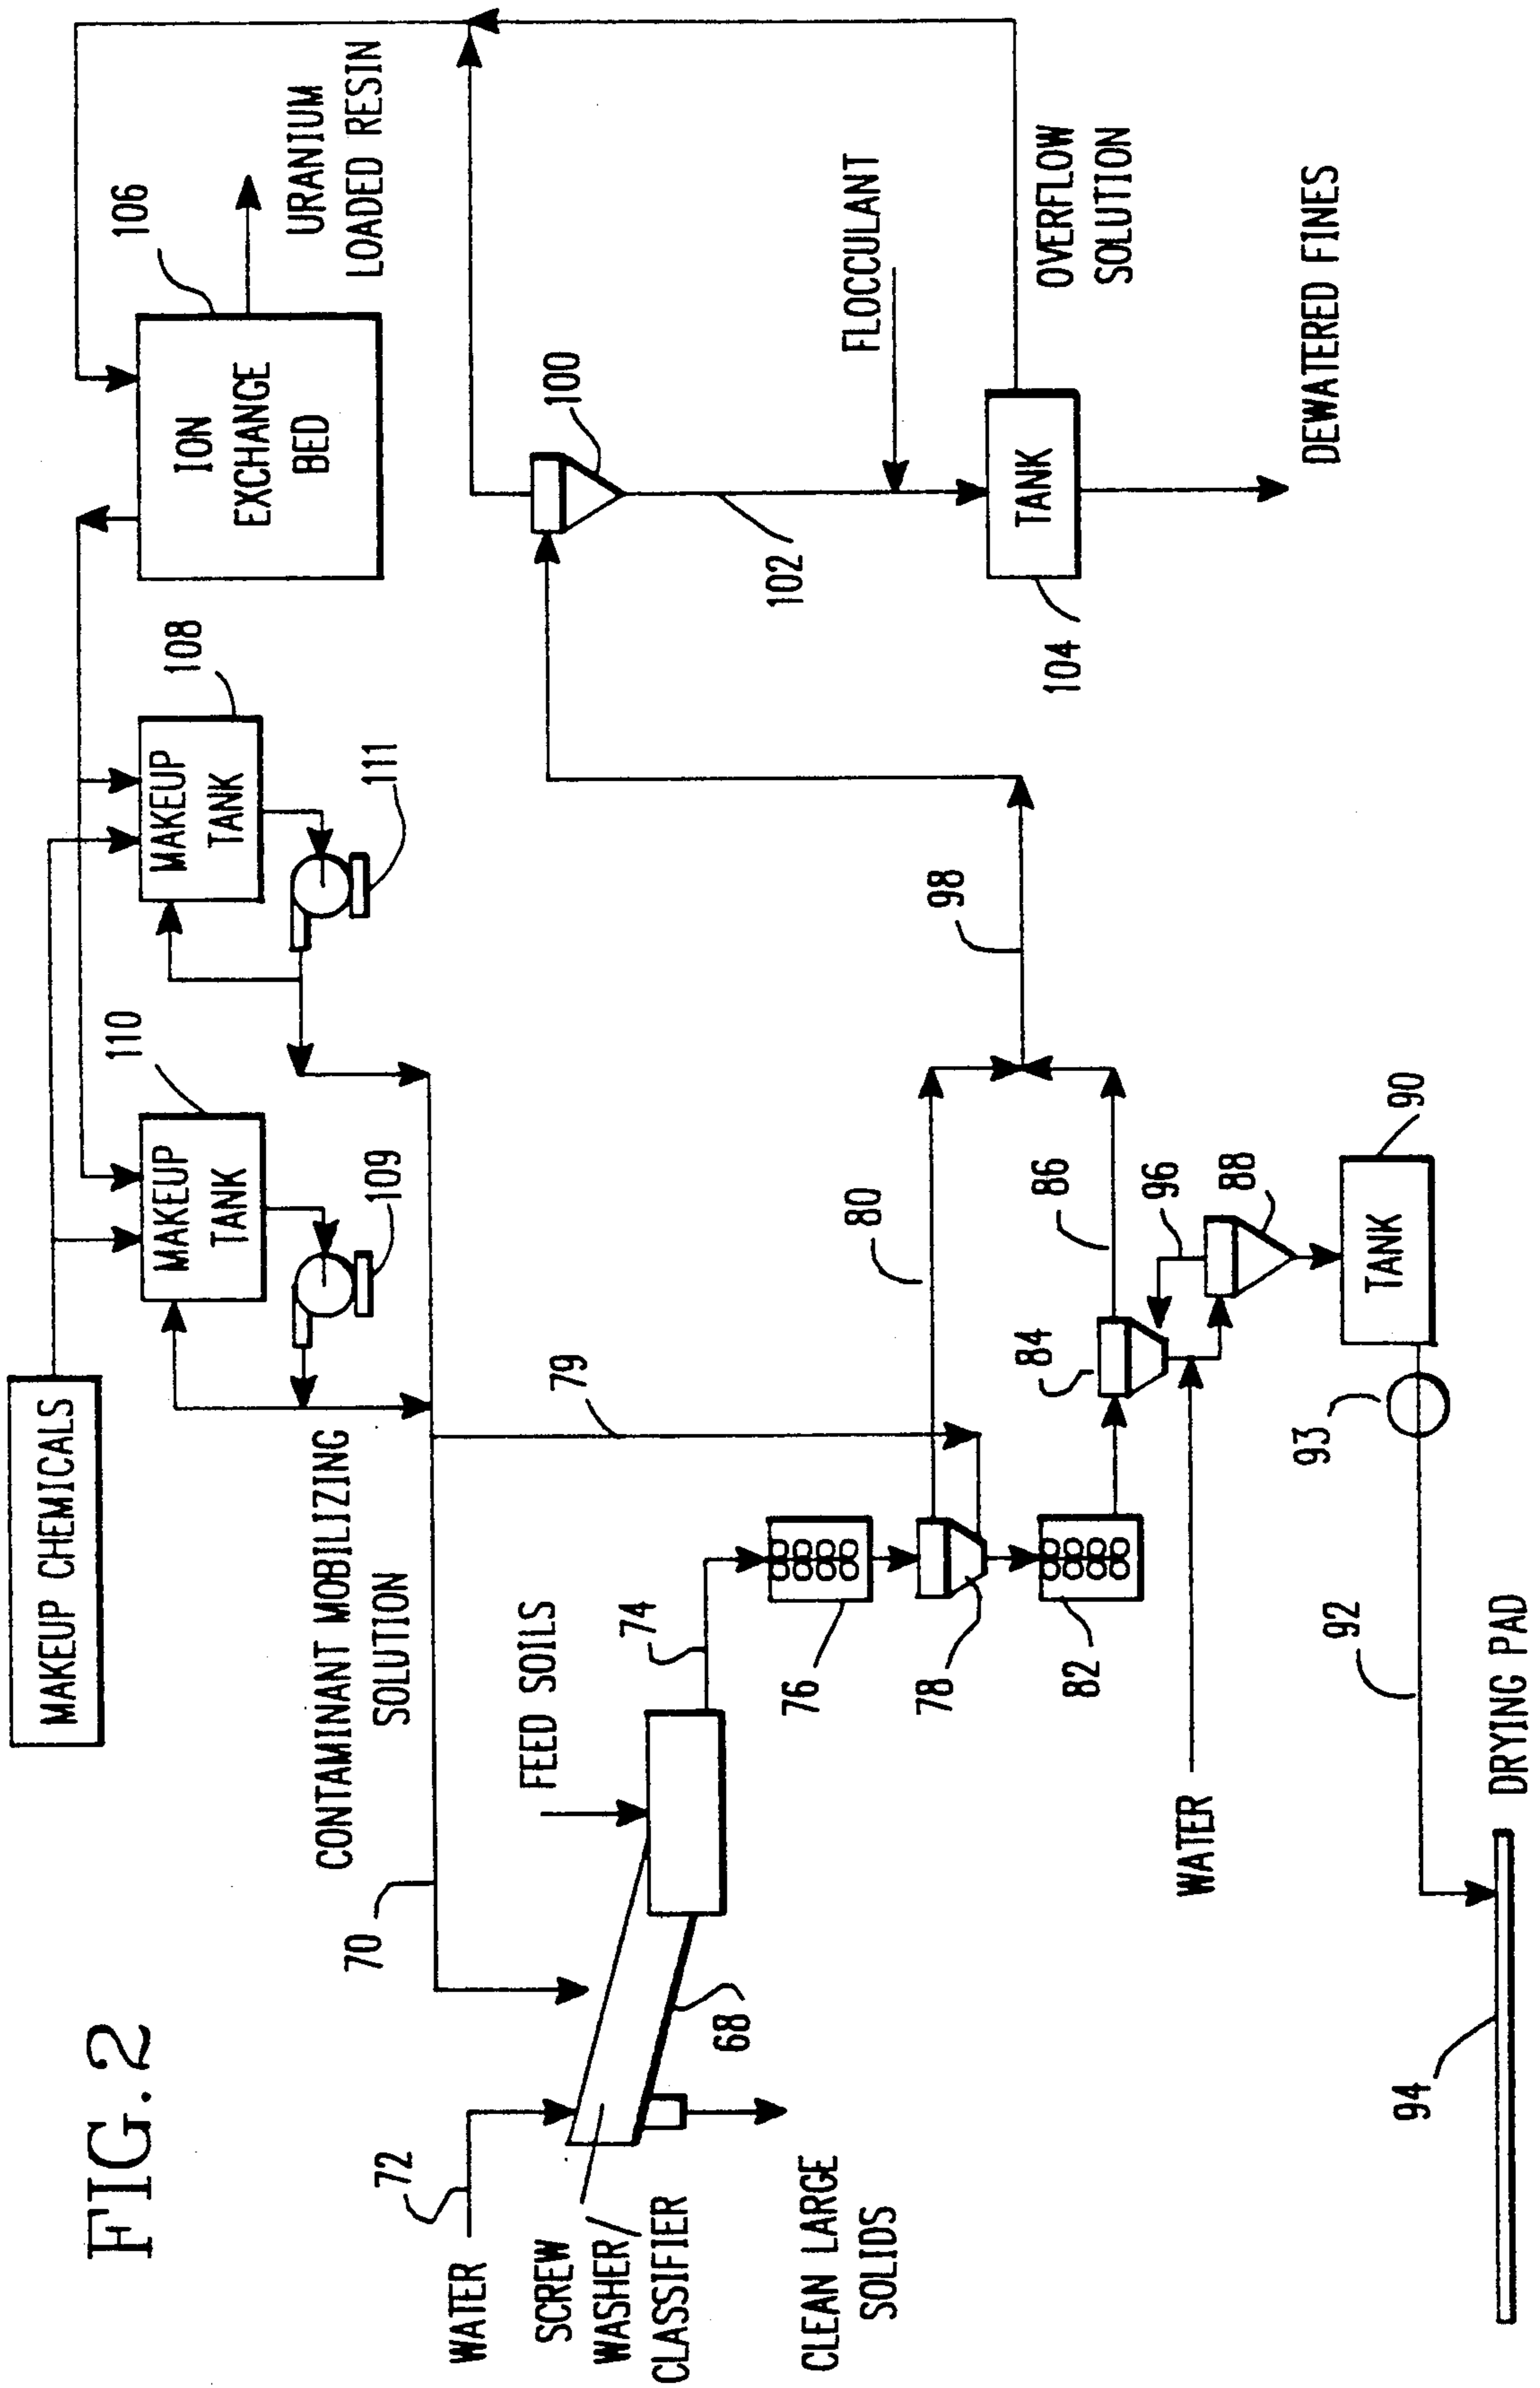 FIG.2
MAKEUP CHEMICALS
110
MAKEUP
TANK
109
108
MAKEUP
TANK
111
106
ION
EXCHANGE
BED
URANIUM
LOADED RESIN
CONTAMINANT MOBILIZING
SOLUTION
70
79
72
WATER
SCREW
WASHER/
CLASSIFIER
68
CLEAN LARGE
SOLIDS
FEED SOILS
74
76
78
80
82
84
86
96
88
98
100
102
FLOCCULANT
TANK
104
OVERFLOW
SOLUTION
DEWATERED FINES
WATER
TANK
90
93
92
94
DRYING PAD